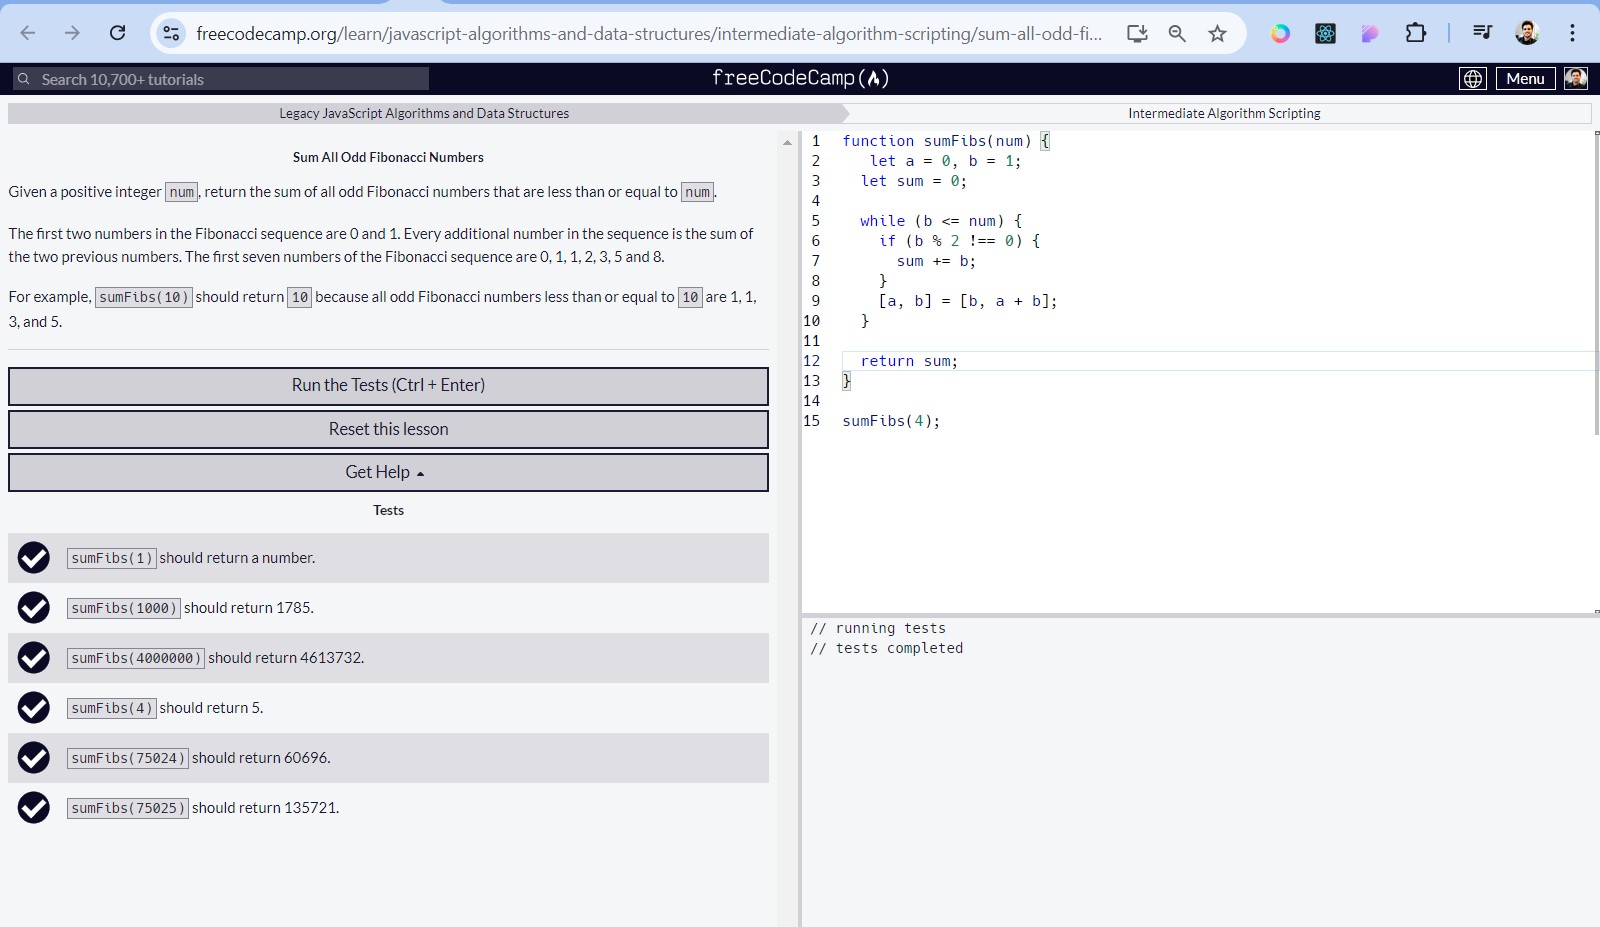 freecodecamp.org/learn/javascript-algorithms-and-data-structures/intermediate-algorithm-scripting/sum-all-odd-fi...
Search 10,700+ tutorials
freeCodeCamp
Menu
Legacy JavaScript Algorithms and Data Structures
Intermediate Algorithm Scripting
Sum All Odd Fibonacci Numbers
Given a positive integer num, return the sum of all odd Fibonacci numbers that are less than or equal to num.
The first two numbers in the Fibonacci sequence are 0 and 1. Every additional number in the sequence is the sum of
the two previous numbers. The first seven numbers of the Fibonacci sequence are 0, 1, 1, 2, 3, 5 and 8.
For example, sumFibs(10) should return 10 because all odd Fibonacci numbers less than or equal to 10 are 1, 1,
3, and 5.
Run the Tests (Ctrl + Enter)
Reset this lesson
Get Help
Tests
sumFibs(1) should return a number.
sumFibs(1000) should return 1785.
sumFibs(4000000) should return 4613732.
sumFibs(4) should return 5.
sumFibs(75024) should return 60696.
sumFibs(75025) should return 135721.
1 function sumFibs(num) {
2 let a = 0, b = 1;
3 let sum = 0;
4
5 while (b <= num) {
6 if (b % 2 !== 0) {
7 sum += b;
8 }
9 [a, b] = [b, a + b];
10 }
11
12 return sum;
13 }
14
15 sumFibs(4);
// running tests
// tests completed